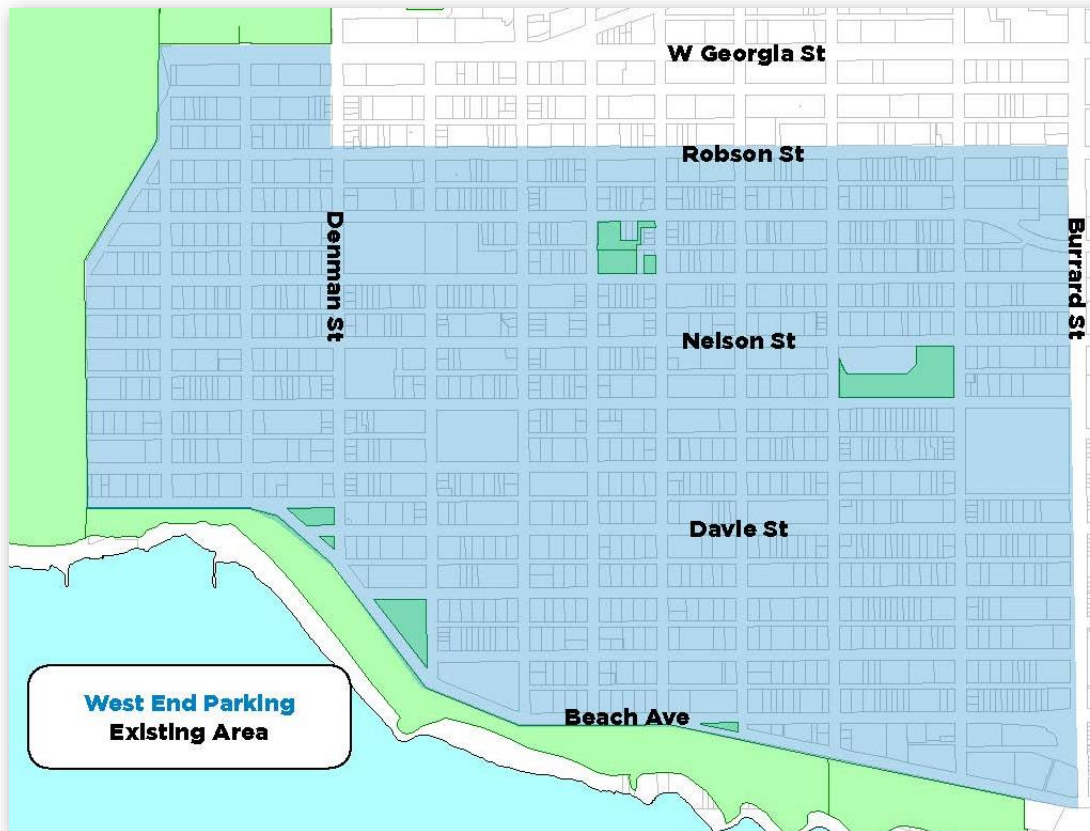 W Georgia St
Robson St
Denman St
Burrard St
Nelson St
Davie St
Beach Ave
West End Parking
Existing Area